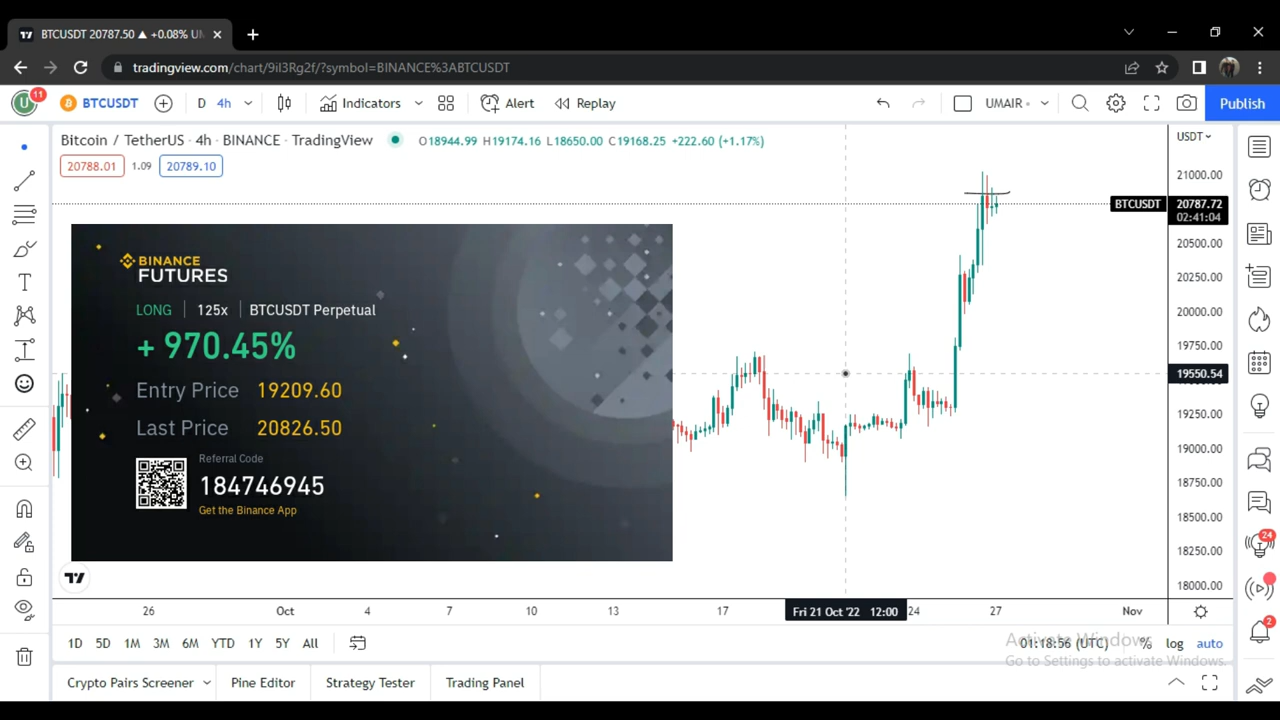 BTCUSDT 20787.50 ▲ +0.08% UN
tradingview.com/chart/9il3Rg2f/?symbol=BINANCE%3ABTCUSDT
U 11 BTCUSDT D 4h Indicators Alert Replay UMAIR Publish
Bitcoin / TetherUS · 4h · BINANCE · TradingView O18944.99 H19174.16 L18650.00 C19168.25 +222.60 (+1.17%)
20788.01 1.09 20789.10
USDT
21000.00
BTCUSDT 20787.72
02:41:04
20500.00
20250.00
20000.00
19750.00
19550.54
19250.00
19000.00
18750.00
18500.00
18250.00
18000.00
BINANCE
FUTURES
LONG 125x BTCUSDT Perpetual
+ 970.45%
Entry Price 19209.60
Last Price 20826.50
Referral Code
184746945
Get the Binance App
24
2
26 Oct 4 7 10 13 17 Fri 21 Oct '22 12:00 24 27 Nov
1D 5D 1M 3M 6M YTD 1Y 5Y All 01:18:56 (UTC) % log auto
Activate Windows
Go to Settings to activate Windows.
Crypto Pairs Screener Pine Editor Strategy Tester Trading Panel